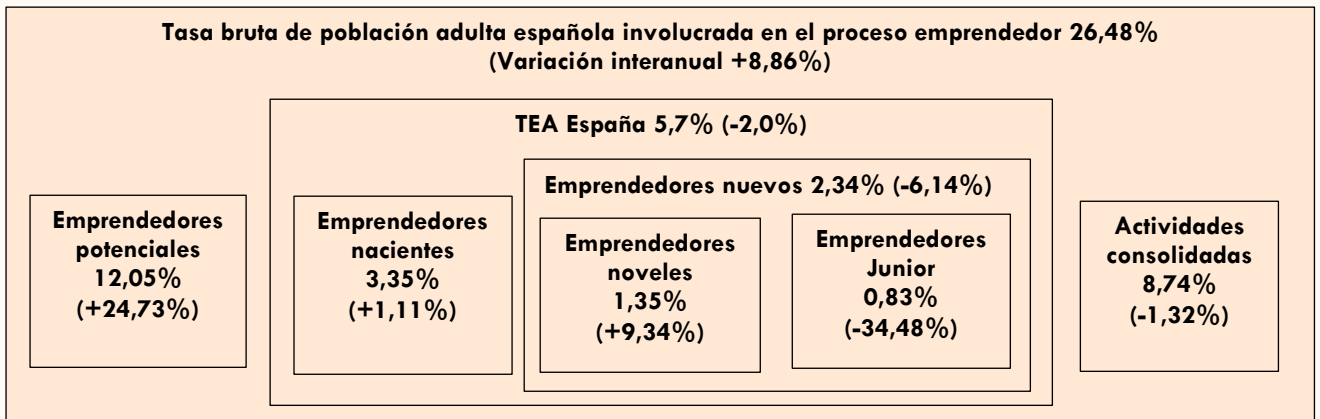 Tasa bruta de población adulta española involucrada en el proceso emprendedor 26,48%
(Variación interanual +8,86%)
TEA España 5,7% (-2,0%)
Emprendedores nuevos 2,34% (-6,14%)
Emprendedores
potenciales
12,05%
(+24,73%)
Emprendedores
nacientes
3,35%
(+1,11%)
Emprendedores
noveles
1,35%
(+9,34%)
Emprendedores
Junior
0,83%
(-34,48%)
Actividades
consolidadas
8,74%
(-1,32%)